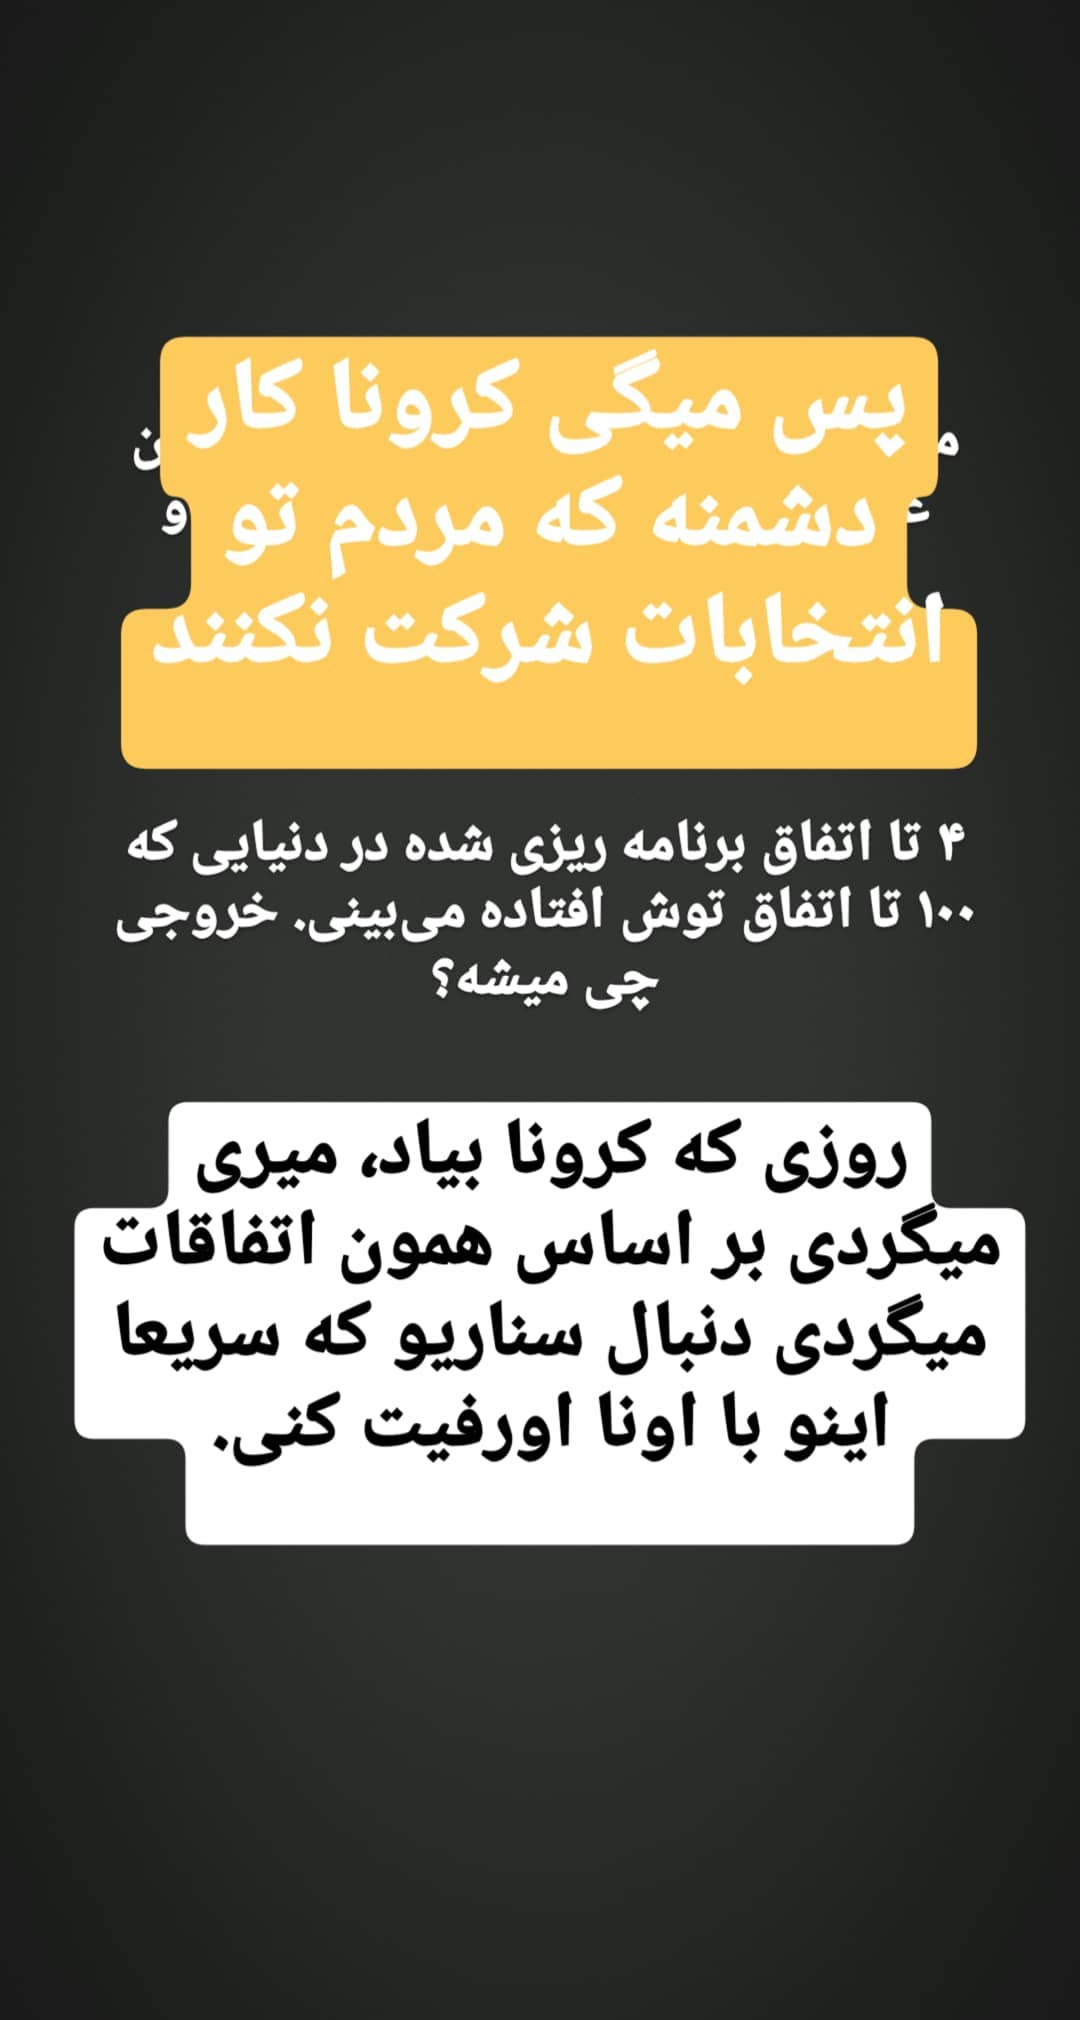 پس میگی کرونا کار
دشمنه که مردم تو
انتخابات شرکت نکنند
۴ تا اتفاق برنامه ریزی شده در دنیایی که
۱۰۰ تا اتفاق توش افتاده می‌بینی. خروجی
چی میشه؟
روزی که کرونا بیاد، میری
میگردی بر اساس همون اتفاقات
میگردی دنبال سناریو که سریعا
اینو با اونا اورفیت کنی.